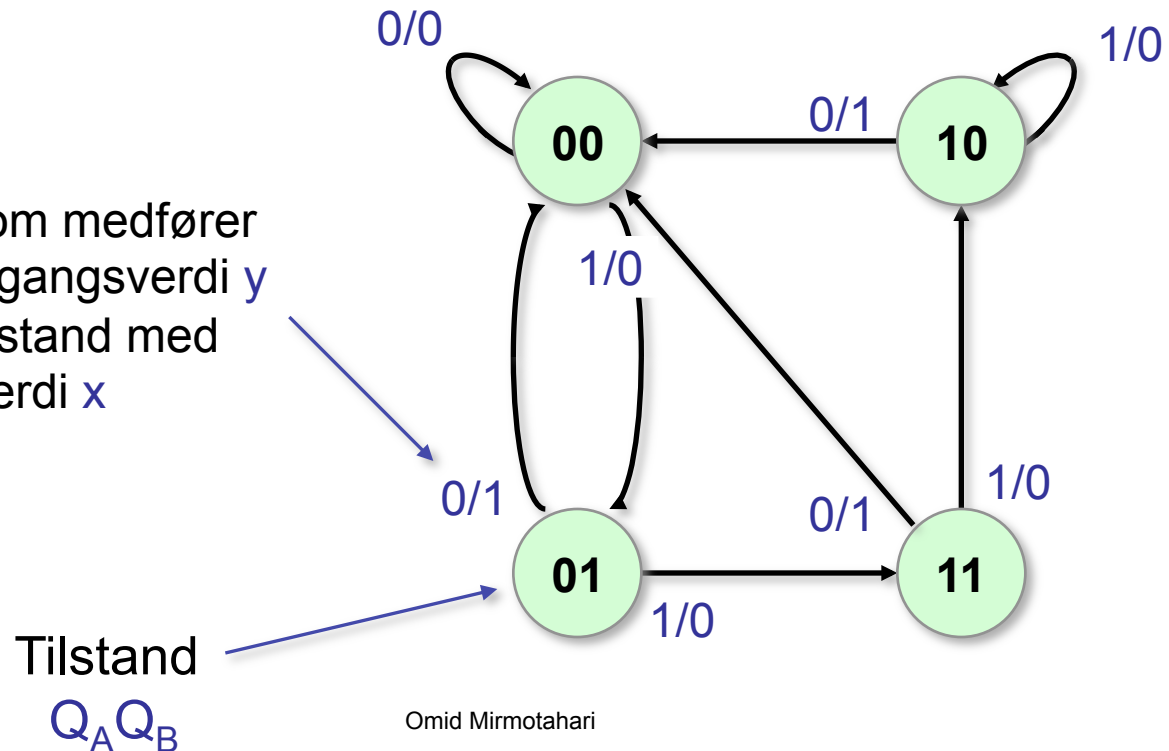 0/0
1/0
0/1
00
10
om medfører
gangsverdi y
1/0
stand med
erdi x
0/1
0/1
1/0
01
11
1/0
Tilstand
QAQB
Omid Mirmotahari